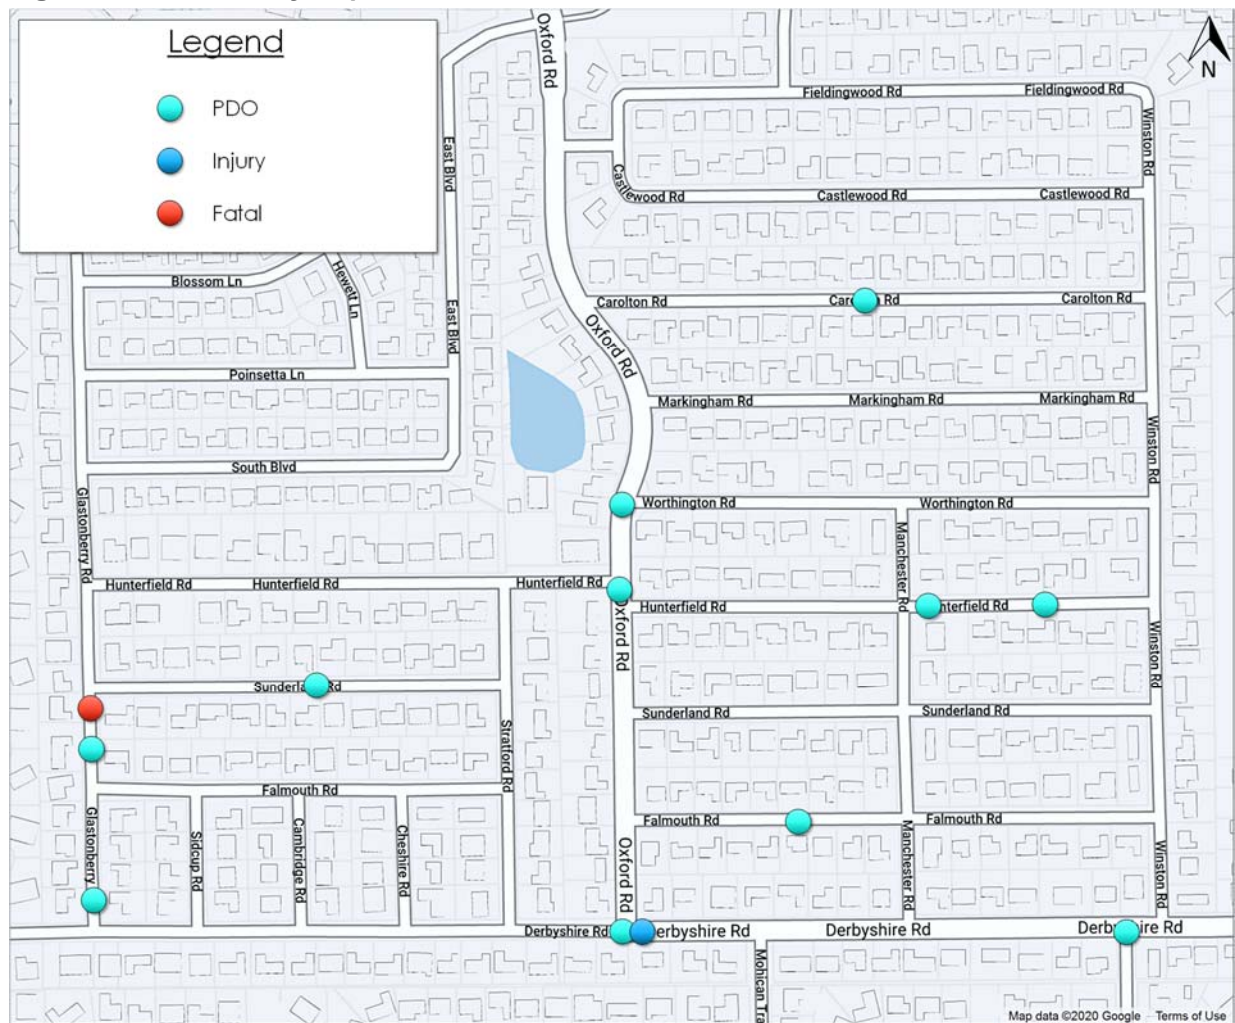 Legend
PDO
Injury
Fatal
N
Oxford Rd
Fieldingwood Rd
Fieldingwood Rd
Winston Rd
East Blvd
Castlewood Rd
Castlewood Rd
Castlewood Rd
Blossom Ln
Hewett Ln
East Blvd
Carolton Rd
Rd
Carolton Rd
Oxford Rd
Poinsetta Ln
Markingham Rd
Markingham Rd
Markingham Rd
Winston Rd
South Blvd
Glastonberry Rd
Worthington Rd
Worthington Rd
Manchester Rd
Hunterfield Rd
Hunterfield Rd
Hunterfield Rd
Hunterfield Rd
nterfield Rd
Oxford Rd
Winston Rd
Sunderla Rd
Sunderland Rd
Sunderland Rd
Stratford Rd
Falmouth Rd
Falmouth Rd
Falmouth Rd
Glastonberry
Sidcup Rd
Cambridge Rd
Cheshire Rd
Oxford Rd
Manchester Rd
Winston Rd
Derbyshire Rd
erbyshire Rd
Derbyshire Rd
Derb ire Rd
Mohican Tra
Map data ©2020 Google
Terms of Use